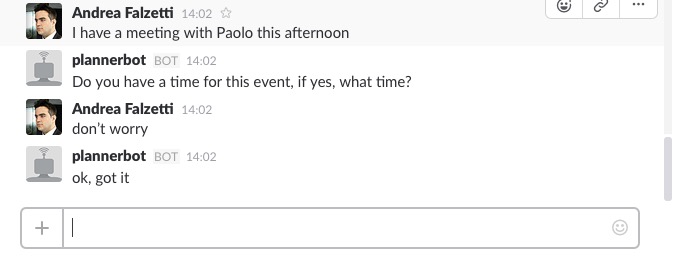 Andrea Falzetti 14:02
I have a meeting with Paolo this afternoon
plannerbot BOT 14:02
Do you have a time for this event, if yes, what time?
Andrea Falzetti 14:02
don't worry
plannerbot BOT 14:02
ok, got it